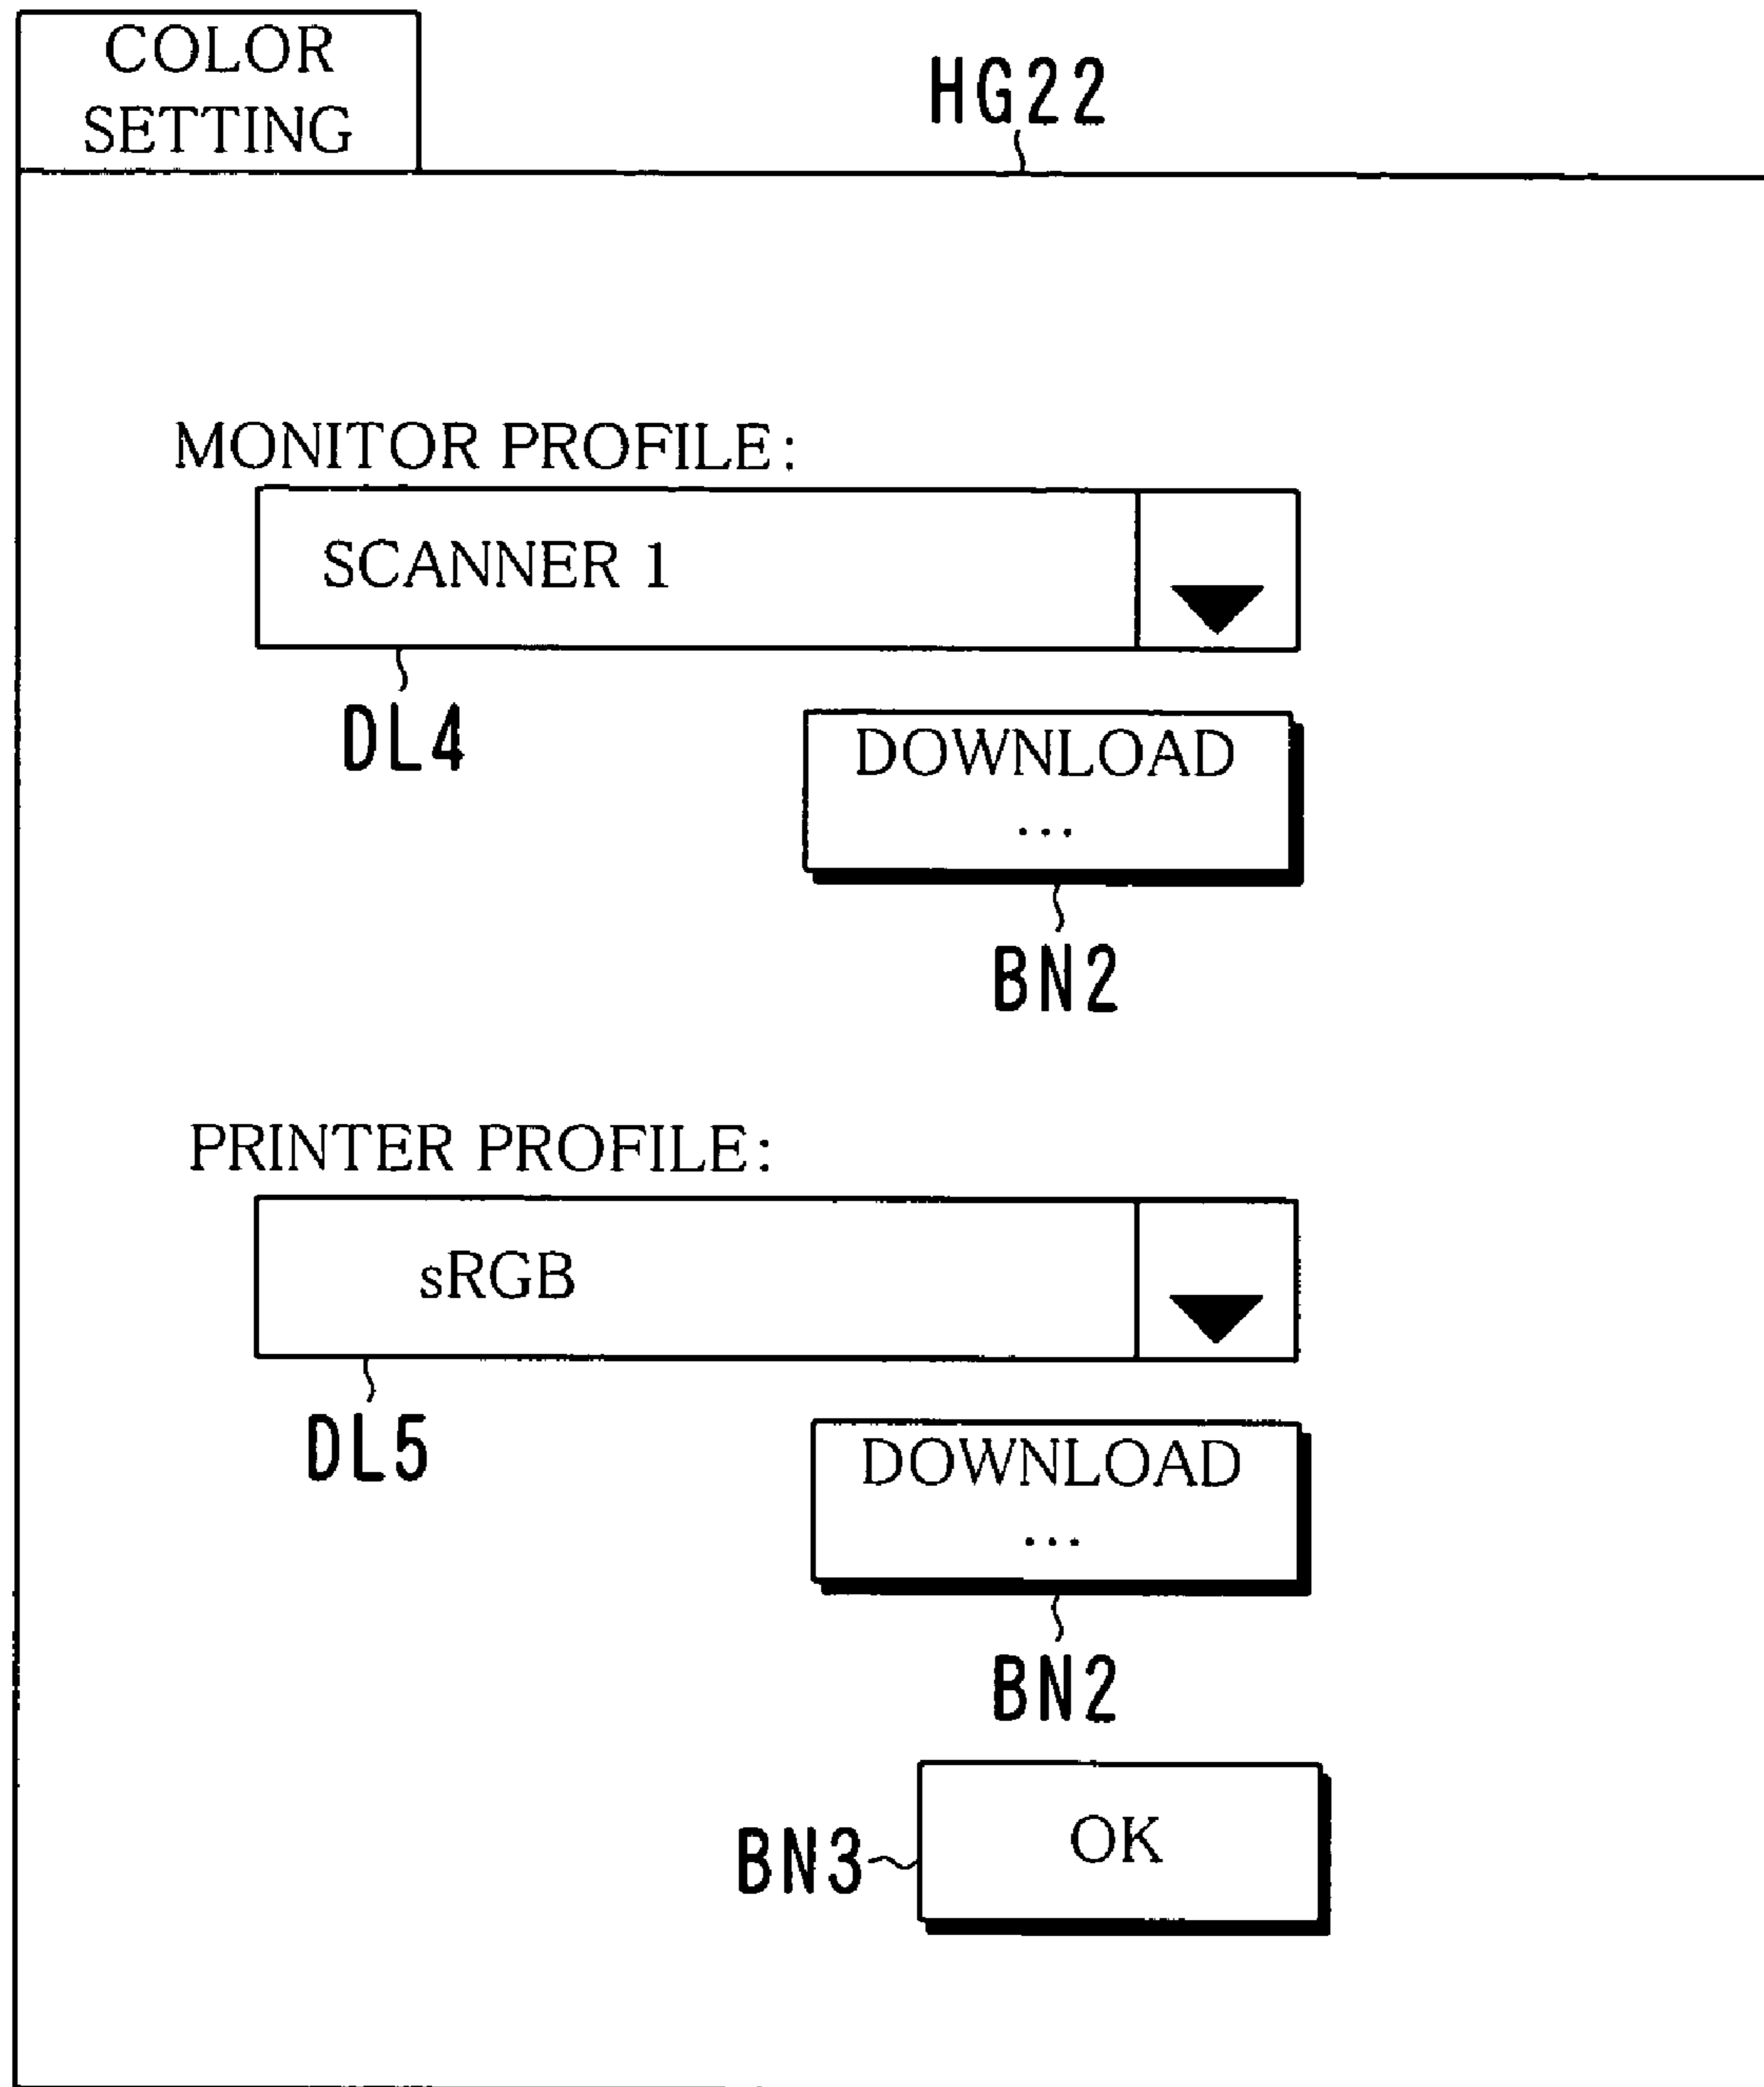 COLOR
SETTING
HG22
MONITOR PROFILE:
SCANNER 1
DL4
DOWNLOAD
...
BN2
PRINTER PROFILE:
sRGB
DL5
DOWNLOAD
...
BN2
BN3
OK